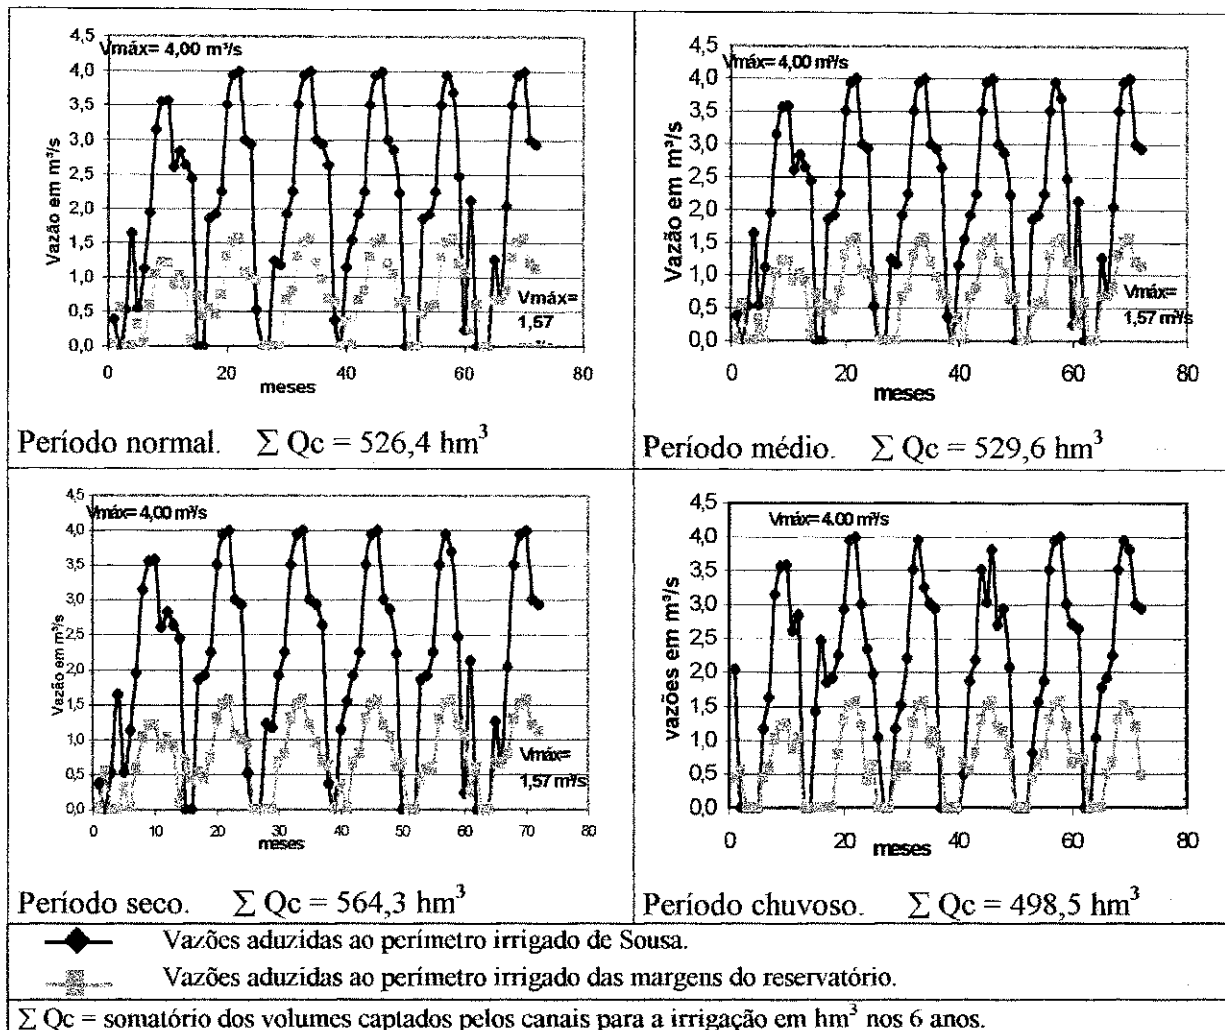 4,5
Vmáx= 4,00 m³/s
4,0
3,5
3,0
2,5
2,0
1,5
1,0
0,5
0,0
Vazão em m³/s
Vmáx=
1,57
0 20 40 60 80
meses
Período normal. ∑ Qc = 526,4 hm³
4,5
Vmáx= 4,00 m³/s
4,0
3,5
3,0
2,5
2,0
1,5
1,0
0,5
0,0
Vazão em m³/s
Vmáx=
1,57 m³/s
0 20 40 60 80
meses
Período médio. ∑ Qc = 529,6 hm³
4,5
Vmáx= 4,00 m³/s
4,0
3,5
3,0
2,5
2,0
1,5
1,0
0,5
0,0
Vazão em m³/s
Vmáx=
1,57 m³/s
0 10 20 30 40 50 60 70 80
meses
Período seco. ∑ Qc = 564,3 hm³
4,5
Vmáx= 4.00 m³/s
4,0
3,5
3,0
2,5
2,0
1,5
1,0
0,5
0,0
vazões em m³/s
0 20 40 60 80
meses
Período chuvoso. ∑ Qc = 498,5 hm³
Vazões aduzidas ao perímetro irrigado de Sousa.
Vazões aduzidas ao perímetro irrigado das margens do reservatório.
∑ Qc = somatório dos volumes captados pelos canais para a irrigação em hm³ nos 6 anos.